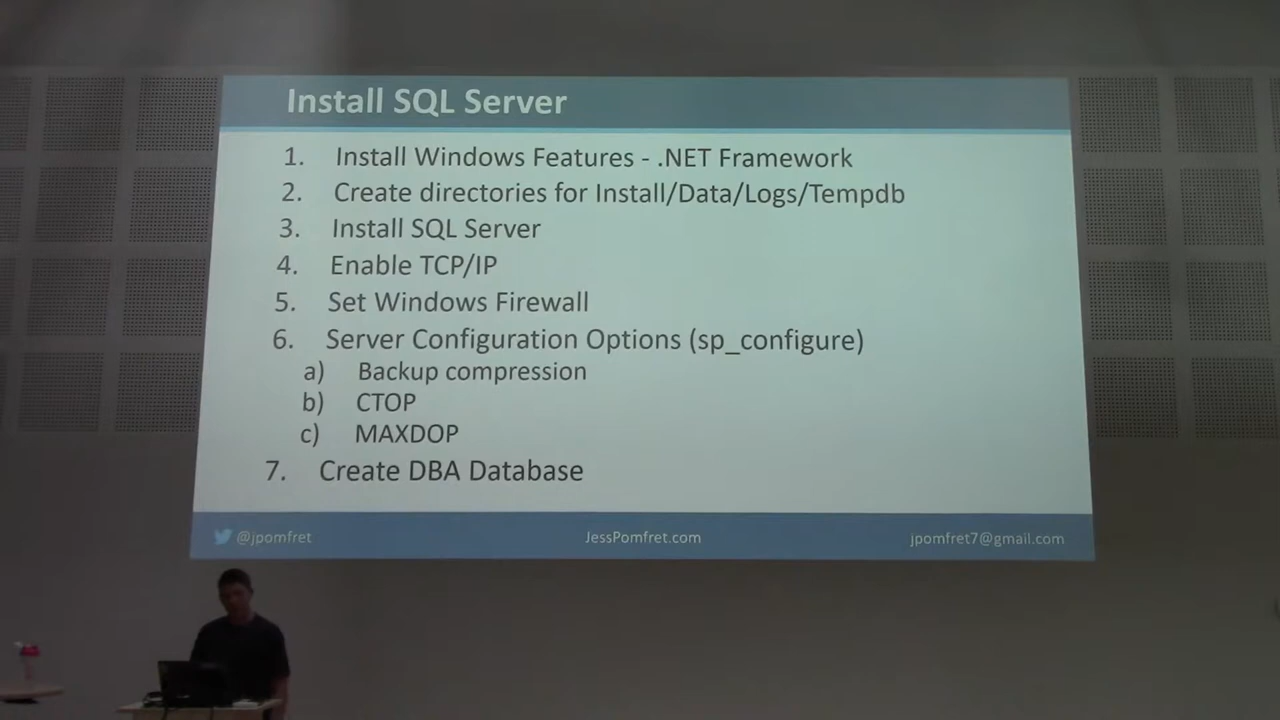 Install SQL Server
1. Install Windows Features - .NET Framework
2. Create directories for Install/Data/Logs/Tempdb
3. Install SQL Server
4. Enable TCP/IP
5. Set Windows Firewall
6. Server Configuration Options (sp_configure)
a) Backup compression
b) CTOP
c) MAXDOP
7. Create DBA Database
@jpomfret JessPomfret.com jpomfret7@gmail.com